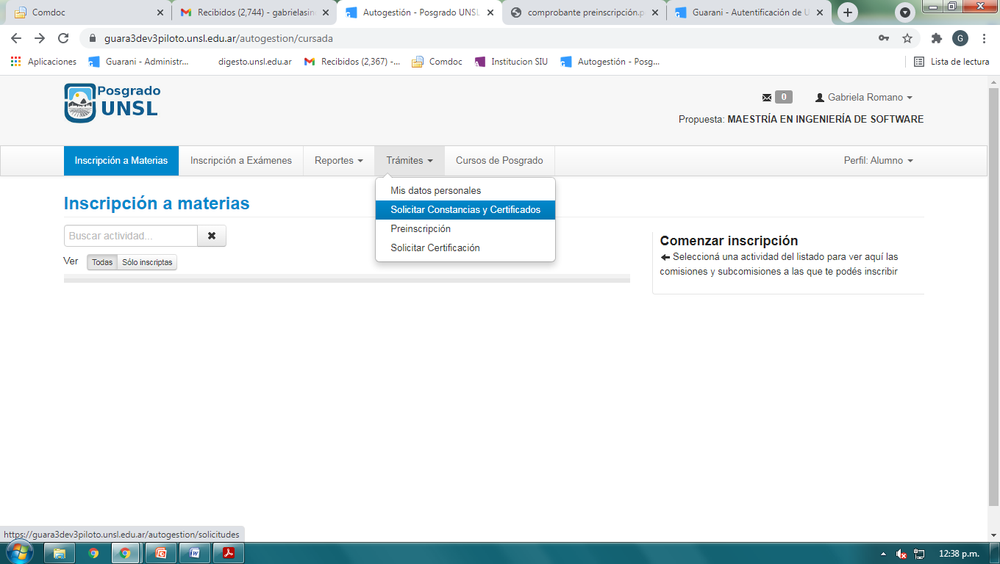 Comdoc
Recibidos (2,744) - gabrielasin
Autogestión - Posgrado UNSL
comprobante preinscripción.p
Guarani - Autentificación de U
guara3dev3piloto.unsl.edu.ar/autogestion/cursada
G
Aplicaciones
Guarani - Administr...
digesto.unsl.edu.ar
Recibidos (2,367) -...
Comdoc
Institucion SIU
Autogestión - Posg...
Lista de lectura
Posgrado
UNSL
0
Gabriela Romano
Propuesta: MAESTRÍA EN INGENIERÍA DE SOFTWARE
Inscripción a Materias
Inscripción a Exámenes
Reportes
Trámites
Cursos de Posgrado
Perfil: Alumno
Mis datos personales
Solicitar Constancias y Certificados
Preinscripción
Solicitar Certificación
Inscripción a materias
Buscar actividad...
Ver
Todas
Sólo inscriptas
Comenzar inscripción
Seleccioná una actividad del listado para ver aquí las
comisiones y subcomisiones a las que te podés inscribir
https://guara3dev3piloto.unsl.edu.ar/autogestion/solicitudes
12:38 p.m.